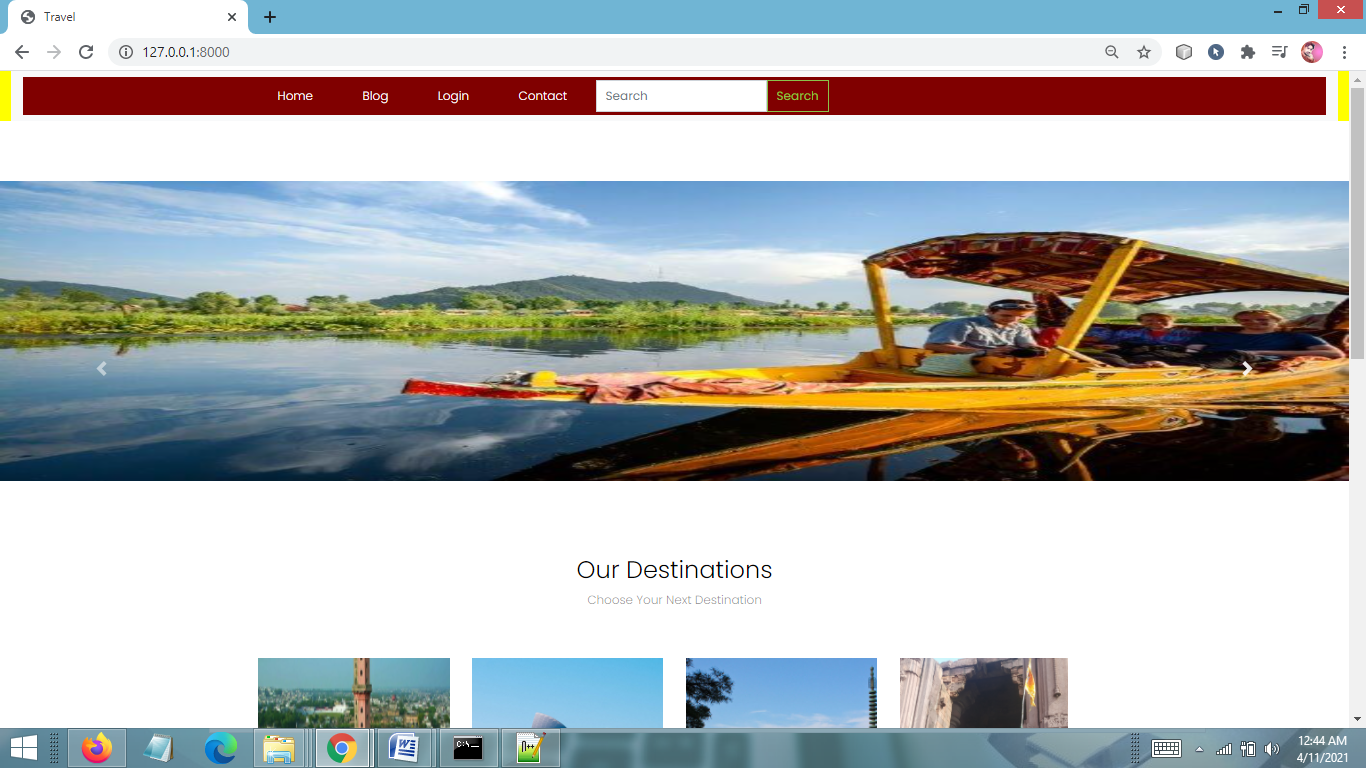 Travel
127.0.0.1:8000
Home Blog Login Contact Search Search
Our Destinations
Choose Your Next Destination
12:44 AM
4/11/2021